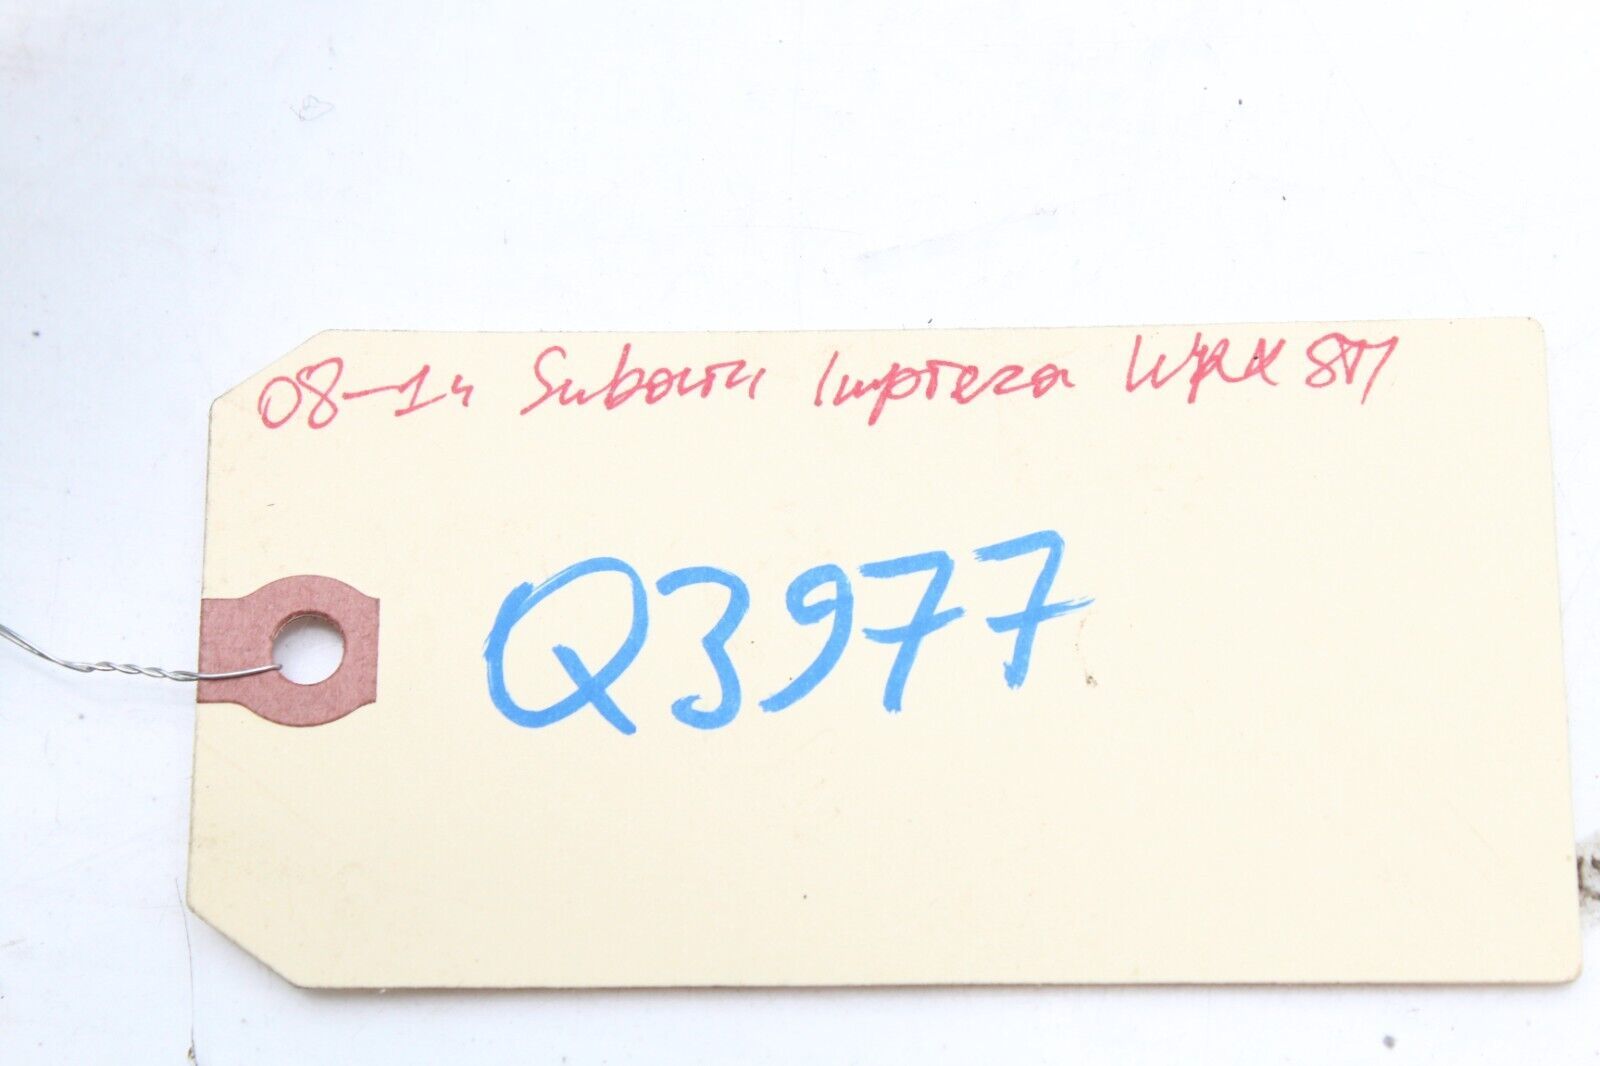 08-14 Subaru Impreza WRX STI
Q3977